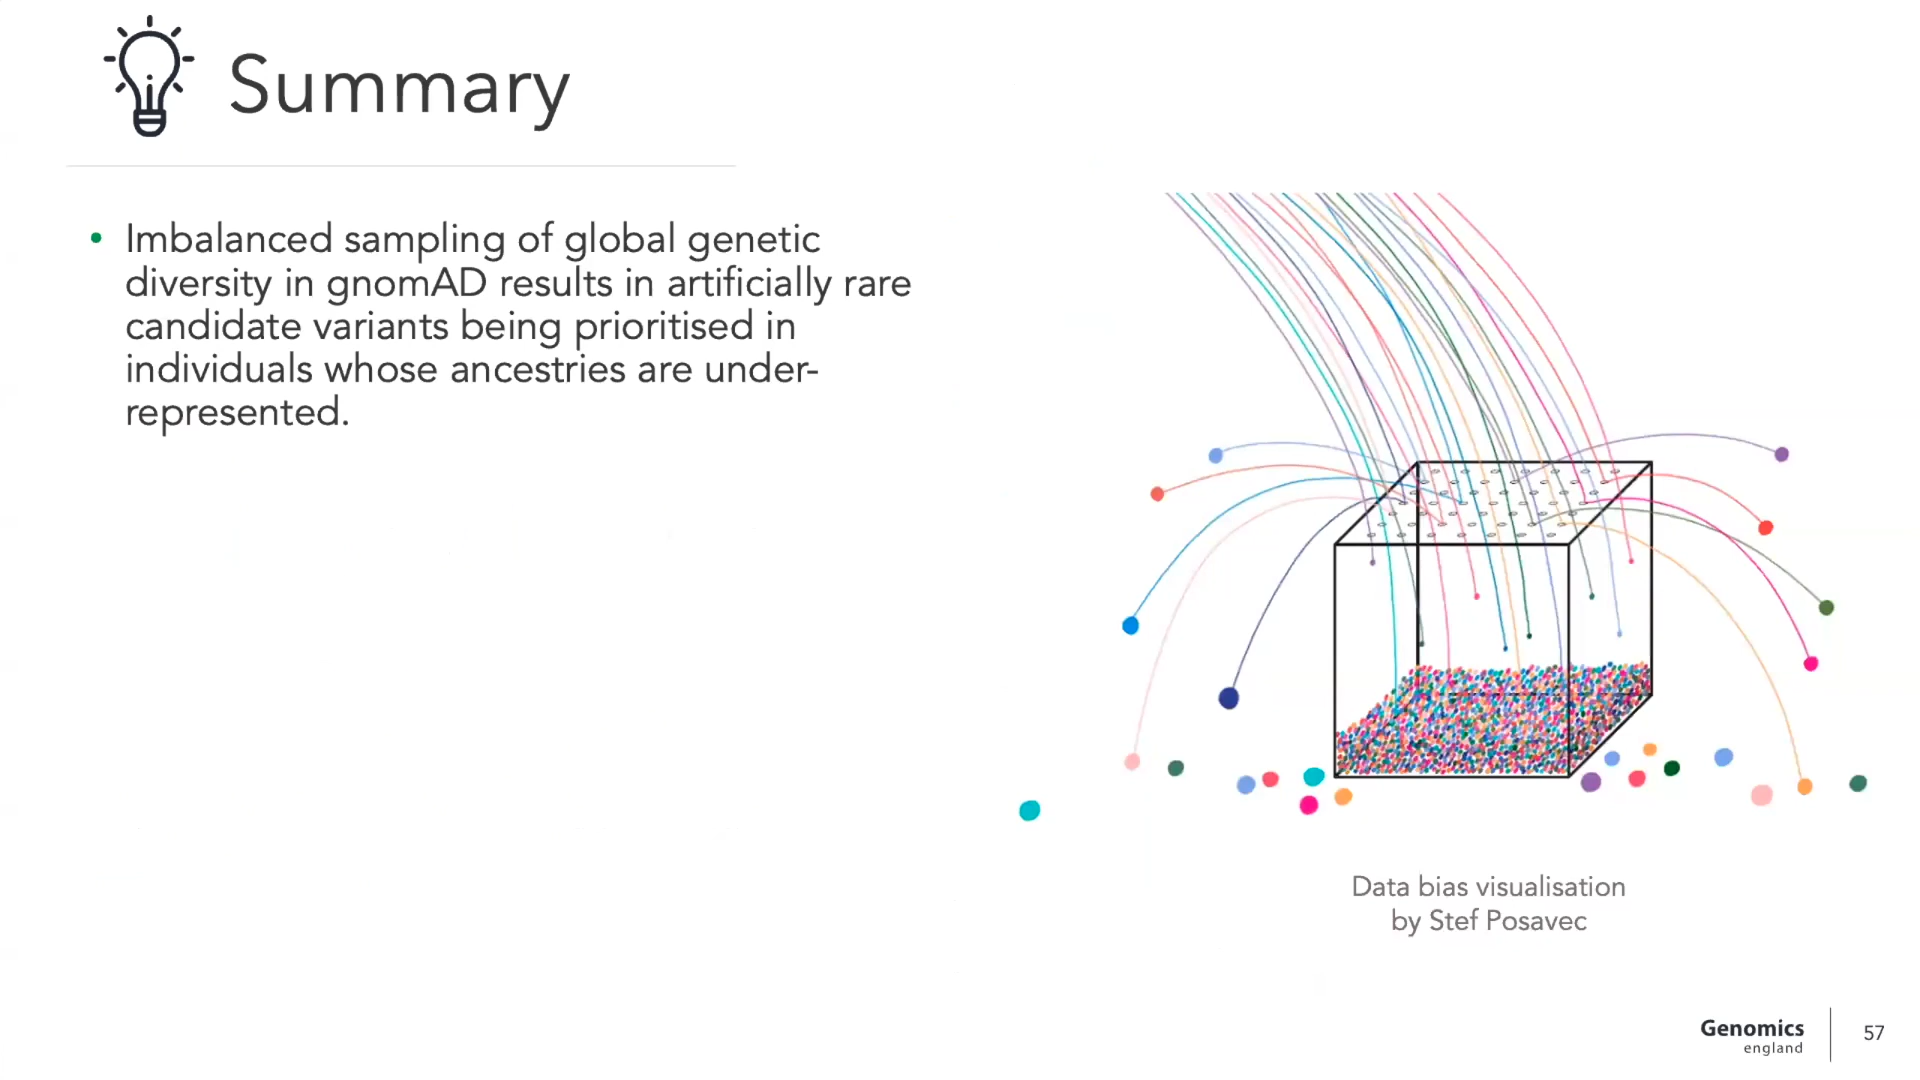 Summary
• Imbalanced sampling of global genetic
diversity in gnomAD results in artificially rare
candidate variants being prioritised in
individuals whose ancestries are under-
represented.
Data bias visualisation
by Stef Posavec
Genomics
england
57